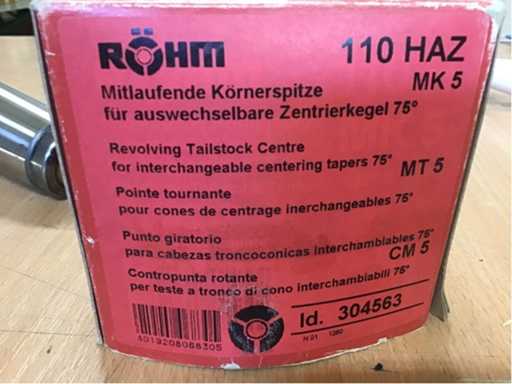 RÖHM
110 HAZ
MK 5
Mitlaufende Körnerspitze
für auswechselbare Zentrierkegel 75°
Revolving Tailstock Centre
for interchangeable centering tapers 75°
MT 5
Pointe tournante
pour cones de centrage inerchangeables 75°
Punto giratorio
para cabezas troncoconicas interchambiables 75°
CM 5
Contropunta rotante
per teste a tronco di cono interchambiabili 75°
Id. 304563